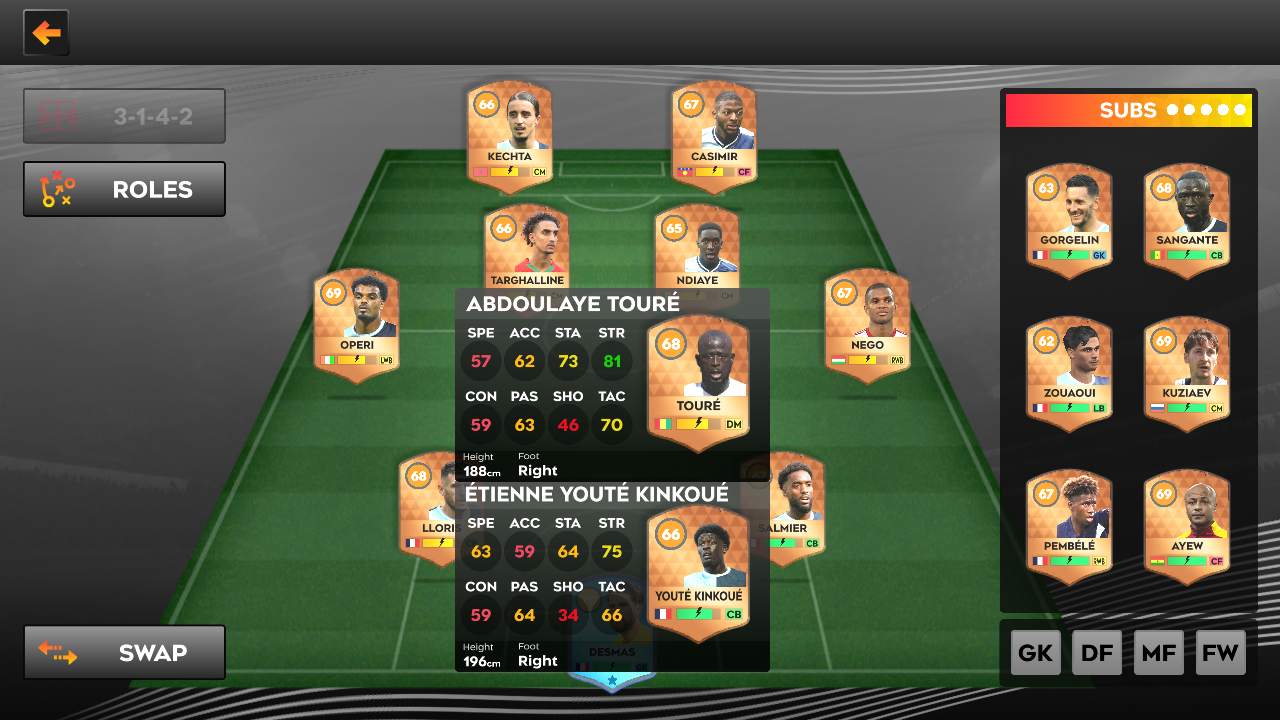 3-1-4-2
ROLES
SWAP
66
KECHTA
CM
67
CASIMIR
CF
66
TARGHALLINE
65
NDIAYE
CM
69
OPERI
LWB
67
NEGO
RWB
ABDOULAYE TOURÉ
SPE ACC STA STR
57 62 73 81
CON PAS SHO TAC
59 63 46 70
Height Foot
188cm Right
68
TOURÉ
DM
68
LLORIS
SALMIER
CB
ÉTIENNE YOUTÉ KINKOUÉ
SPE ACC STA STR
63 59 64 75
CON PAS SHO TAC
59 64 34 66
Height Foot
196cm Right
66
YOUTÉ KINKOUÉ
CB
DESMAS
GK
SUBS
63
GORGELIN
GK
68
SANGANTE
CB
62
ZOUAOUI
LB
69
KUZIAEV
CM
67
PEMBÉLÉ
RWB
69
AYEW
CF
GK DF MF FW